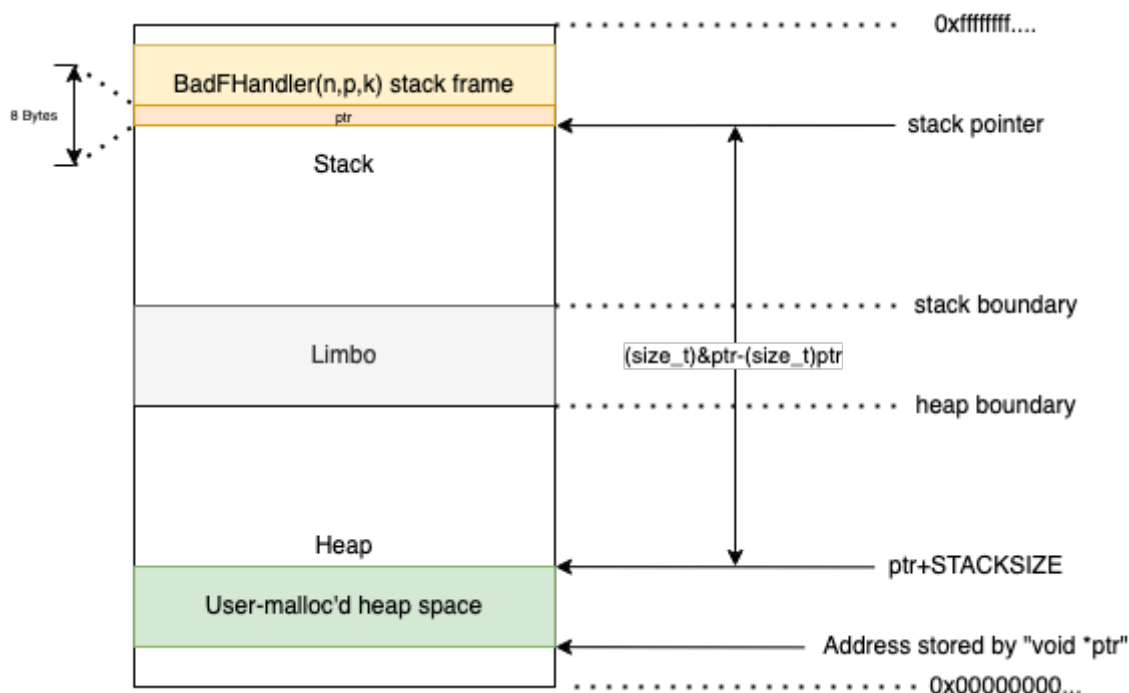 0xffffffff....
BadFHandler(n,p,k) stack frame
8 Bytes
ptr
stack pointer
Stack
stack boundary
Limbo
(size_t)&ptr-(size_t)ptr
heap boundary
Heap
ptr+STACKSIZE
User-malloc'd heap space
Address stored by "void *ptr"
0x00000000...